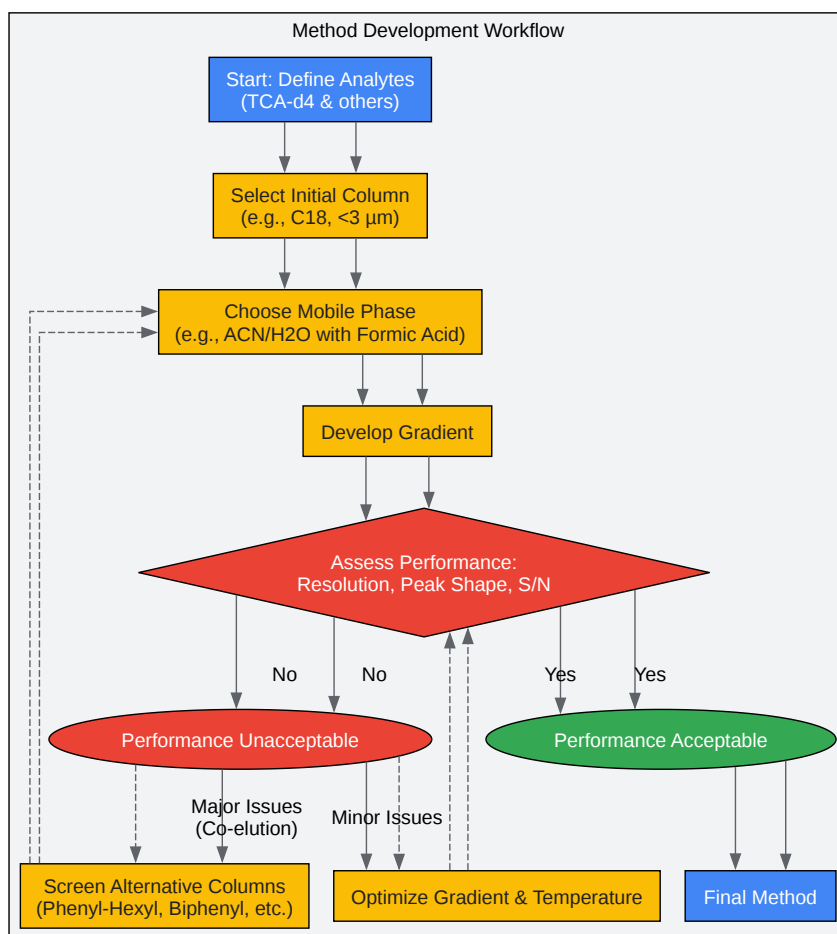 Method Development Workflow
Start: Define Analytes
(TCA-d4 & others)
Select Initial Column
(e.g., C18, <3 µm)
Choose Mobile Phase
(e.g., ACN/H2O with Formic Acid)
Develop Gradient
Assess Performance:
Resolution, Peak Shape, S/N
No
No
Yes
Yes
Performance Unacceptable
Performance Acceptable
Major Issues
(Co-elution)
Minor Issues
Screen Alternative Columns
(Phenyl-Hexyl, Biphenyl, etc.)
Optimize Gradient & Temperature
Final Method